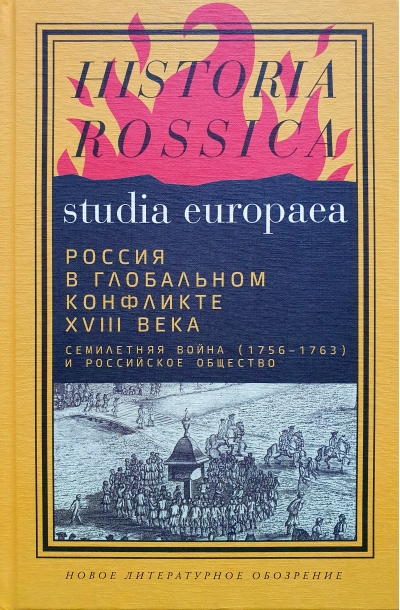 HISTORIA
ROSSICA
studia europaea
РОССИЯ
В ГЛОБАЛЬНОМ
КОНФЛИКТЕ
XVIII ВЕКА
СЕМИЛЕТНЯЯ ВОЙНА (1756–1763)
И РОССИЙСКОЕ ОБЩЕСТВО
НОВОЕ ЛИТЕРАТУРНОЕ ОБОЗРЕНИЕ